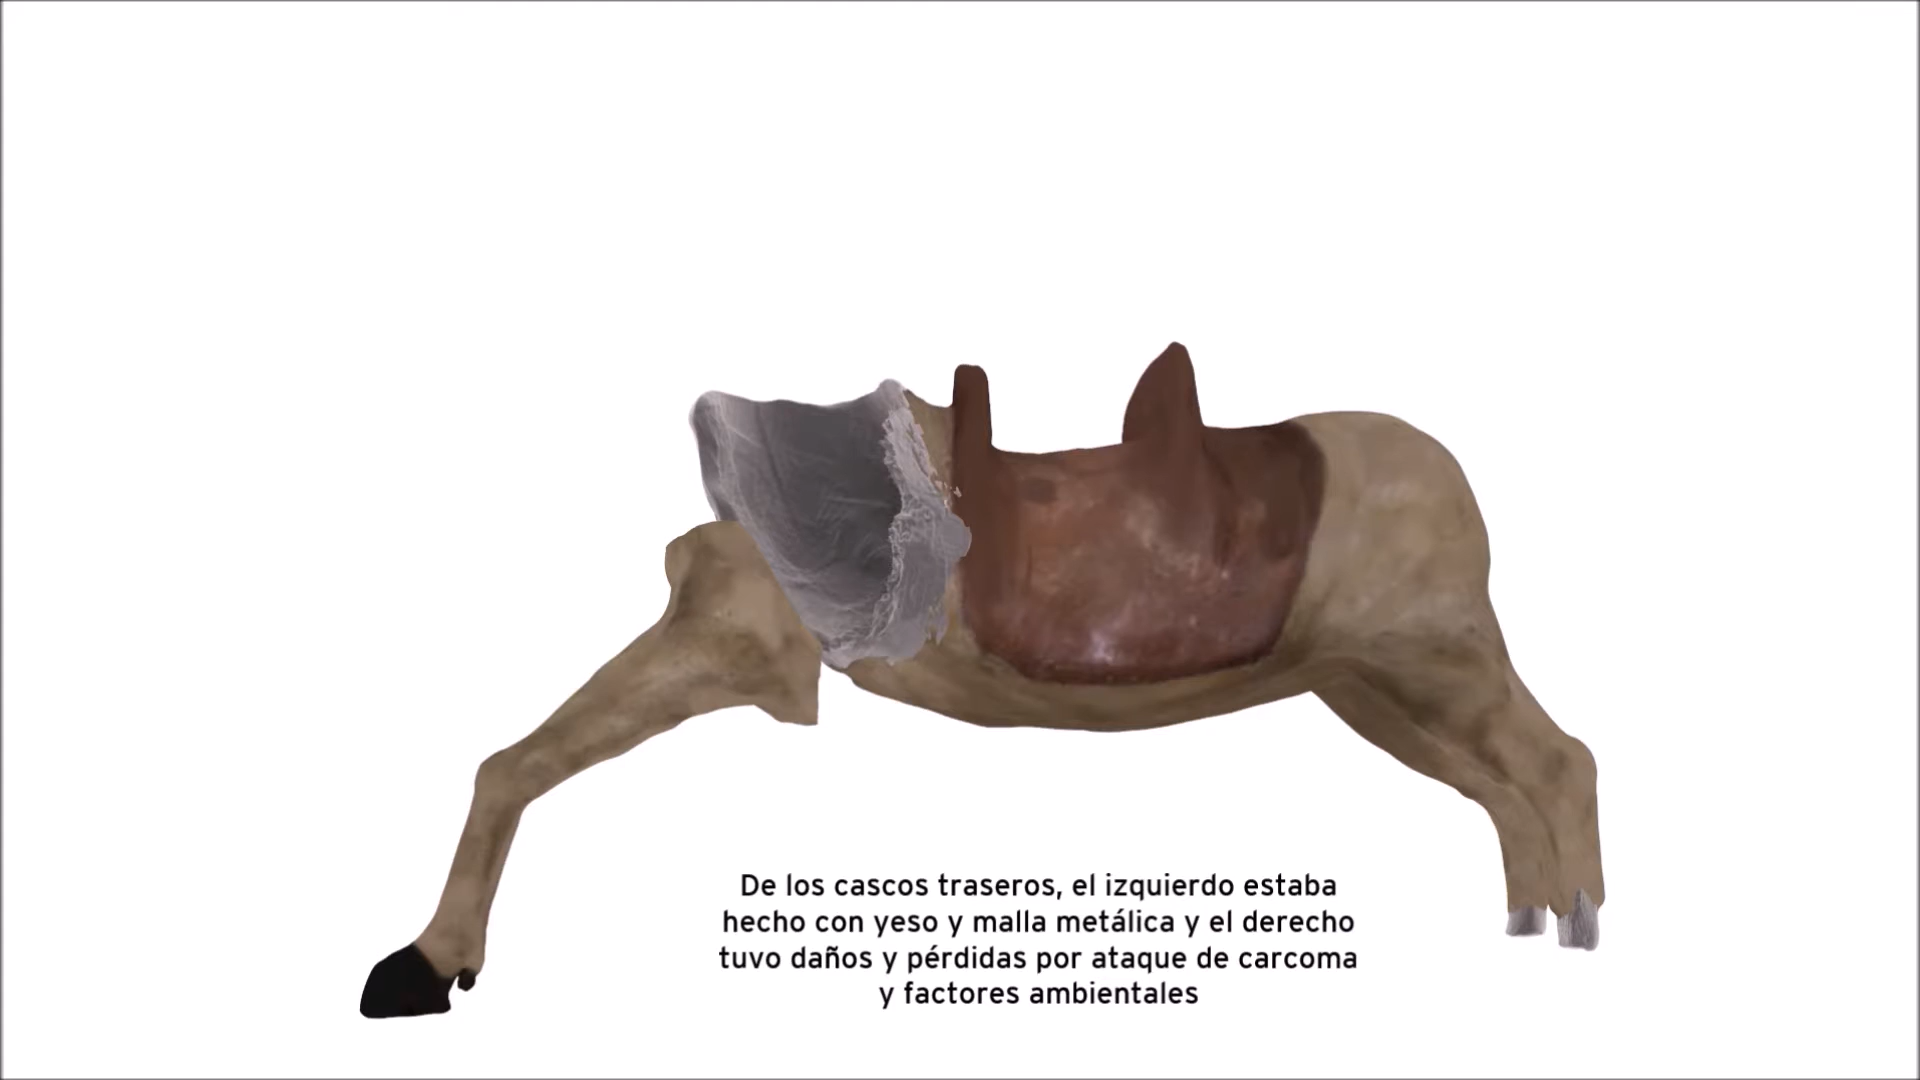 De los cascos traseros, el izquierdo estaba
hecho con yeso y malla metálica y el derecho
tuvo daños y pérdidas por ataque de carcoma
y factores ambientales